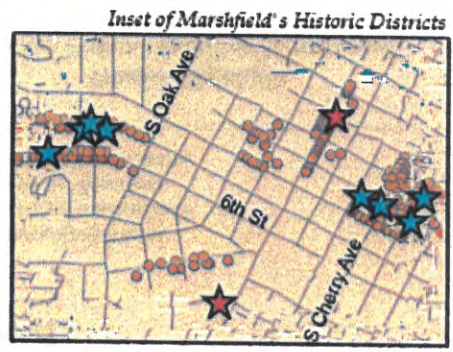 Inset of Marshfield's Historic Districts
S Oak Ave
6th St
S Cherry Ave